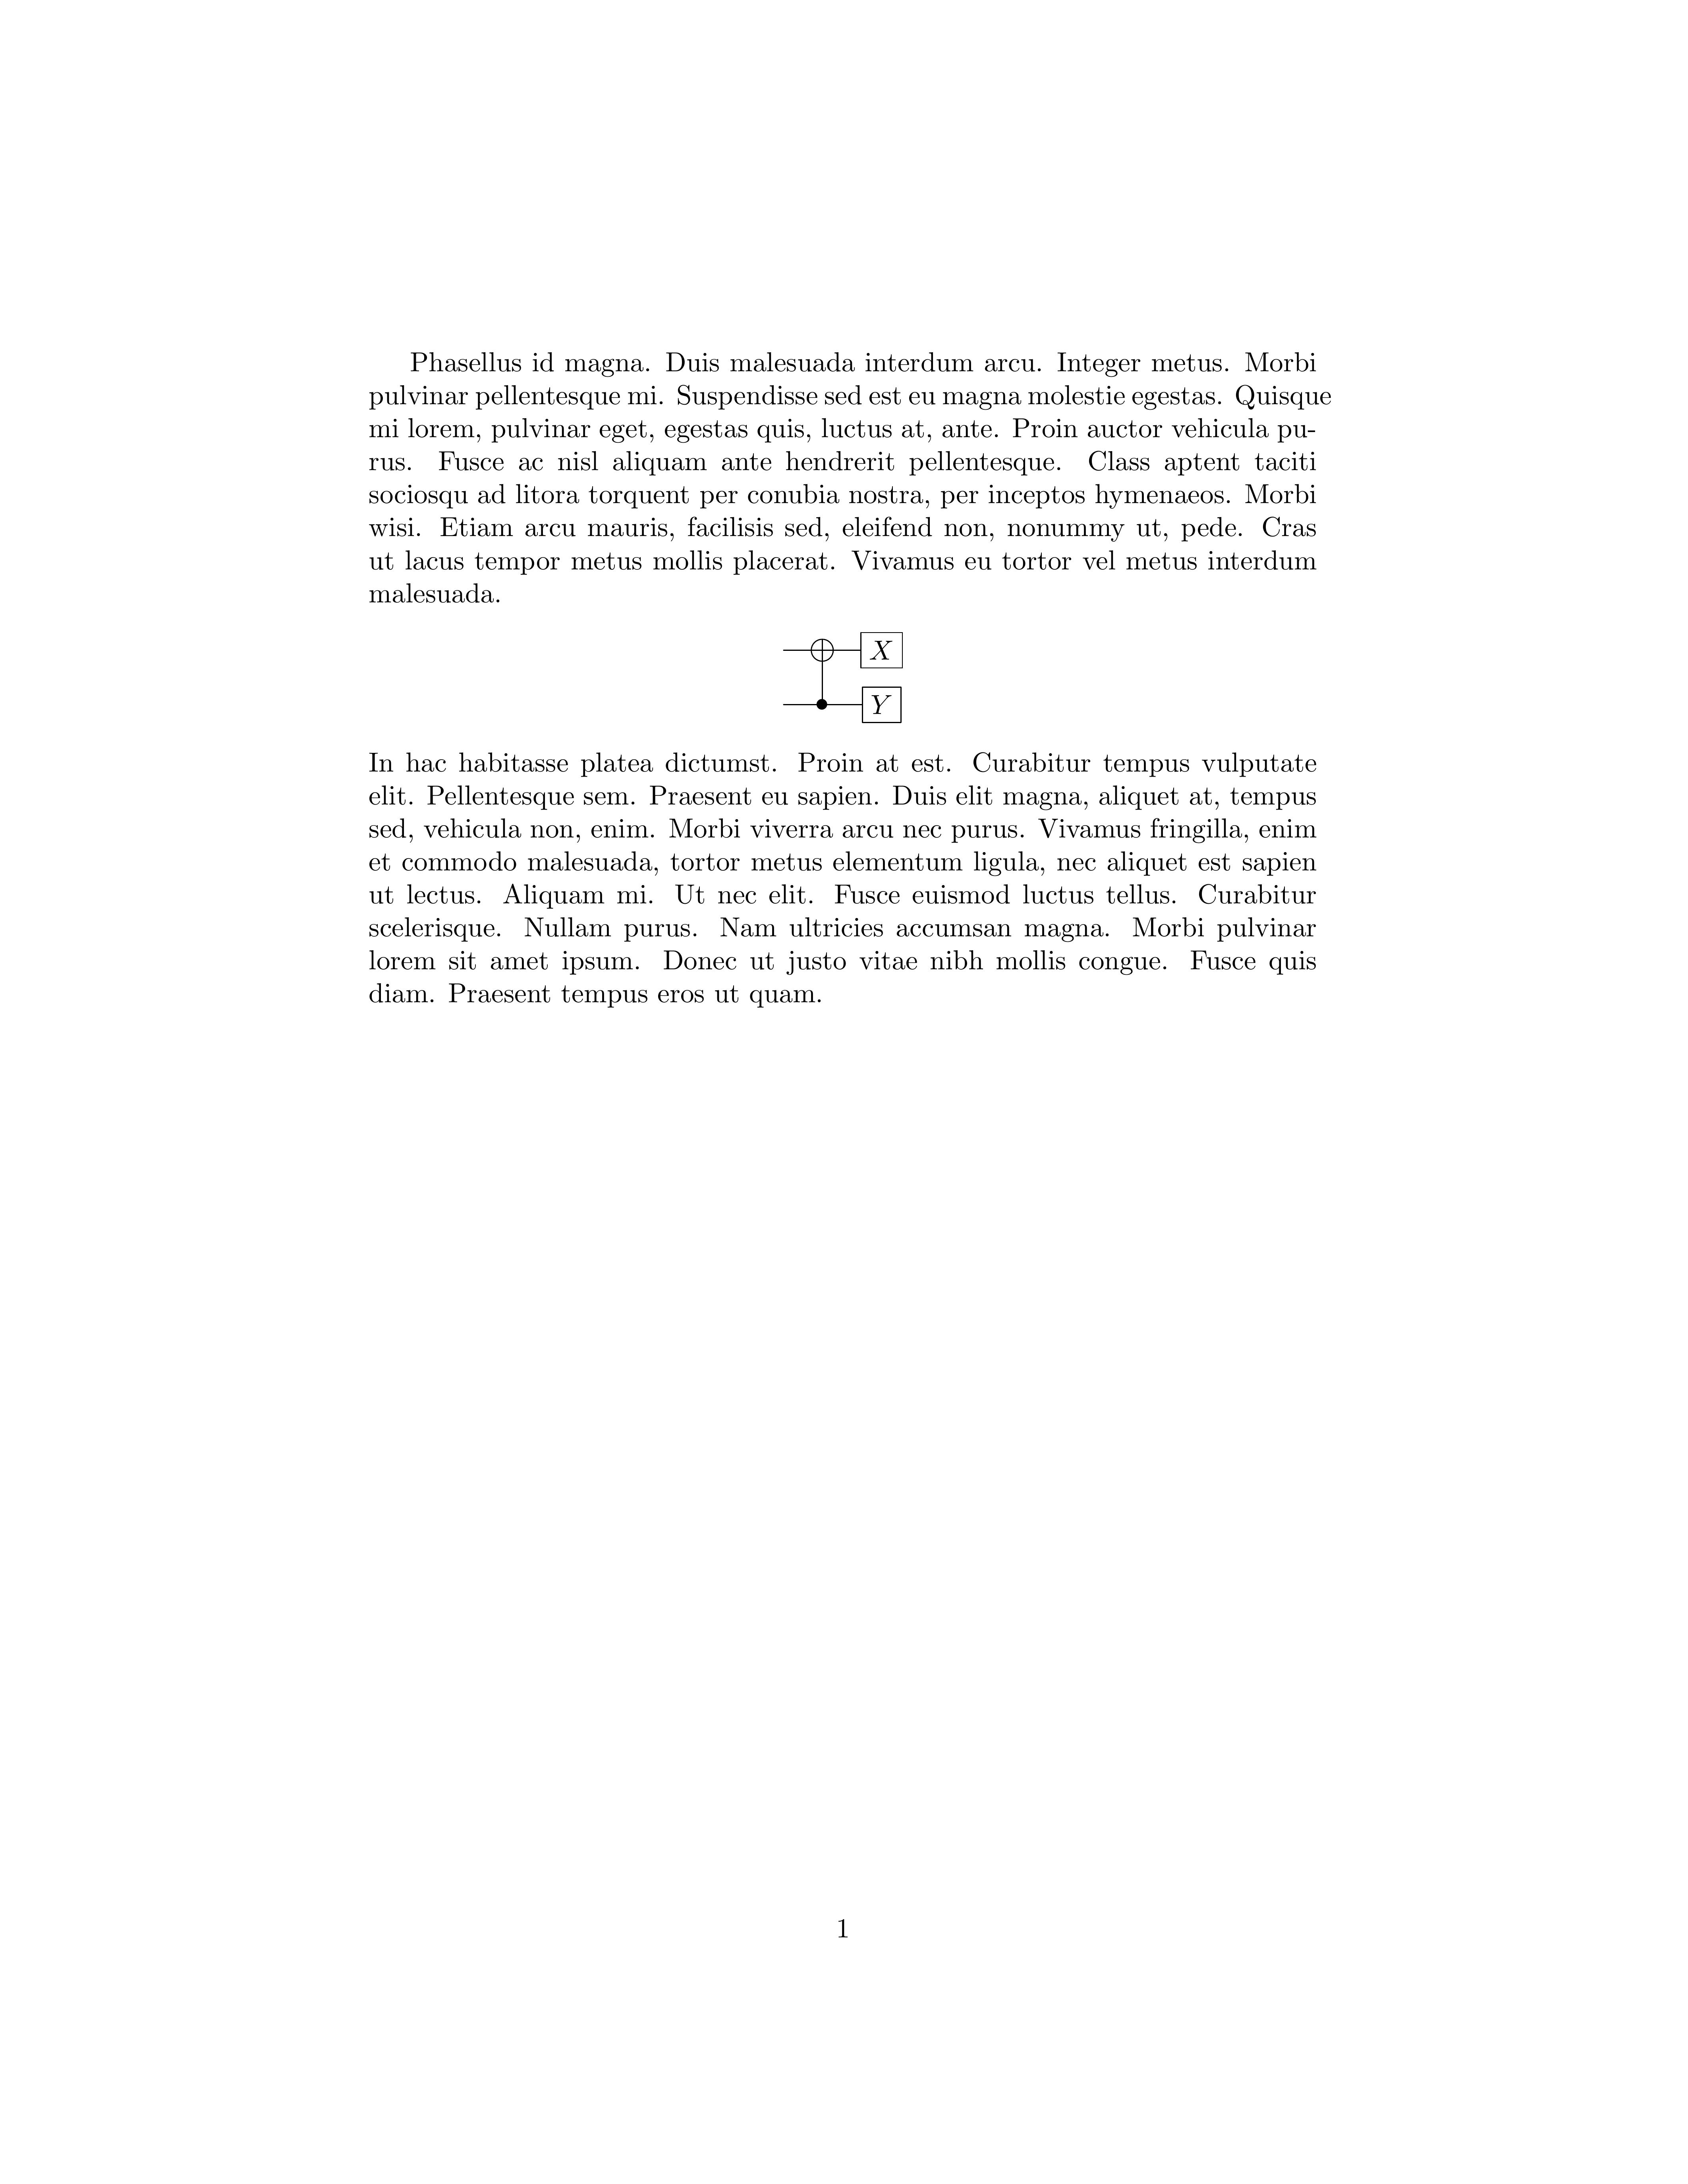 Phasellus id magna. Duis malesuada interdum arcu. Integer metus. Morbi
pulvinar pellentesque mi. Suspendisse sed est eu magna molestie egestas. Quisque
mi lorem, pulvinar eget, egestas quis, luctus at, ante. Proin auctor vehicula pu-
rus. Fusce ac nisl aliquam ante hendrerit pellentesque. Class aptent taciti
sociosqu ad litora torquent per conubia nostra, per inceptos hymenaeos. Morbi
wisi. Etiam arcu mauris, facilisis sed, eleifend non, nonummy ut, pede. Cras
ut lacus tempor metus mollis placerat. Vivamus eu tortor vel metus interdum
malesuada.
X
Y
In hac habitasse platea dictumst. Proin at est. Curabitur tempus vulputate
elit. Pellentesque sem. Praesent eu sapien. Duis elit magna, aliquet at, tempus
sed, vehicula non, enim. Morbi viverra arcu nec purus. Vivamus fringilla, enim
et commodo malesuada, tortor metus elementum ligula, nec aliquet est sapien
ut lectus. Aliquam mi. Ut nec elit. Fusce euismod luctus tellus. Curabitur
scelerisque. Nullam purus. Nam ultricies accumsan magna. Morbi pulvinar
lorem sit amet ipsum. Donec ut justo vitae nibh mollis congue. Fusce quis
diam. Praesent tempus eros ut quam.
1